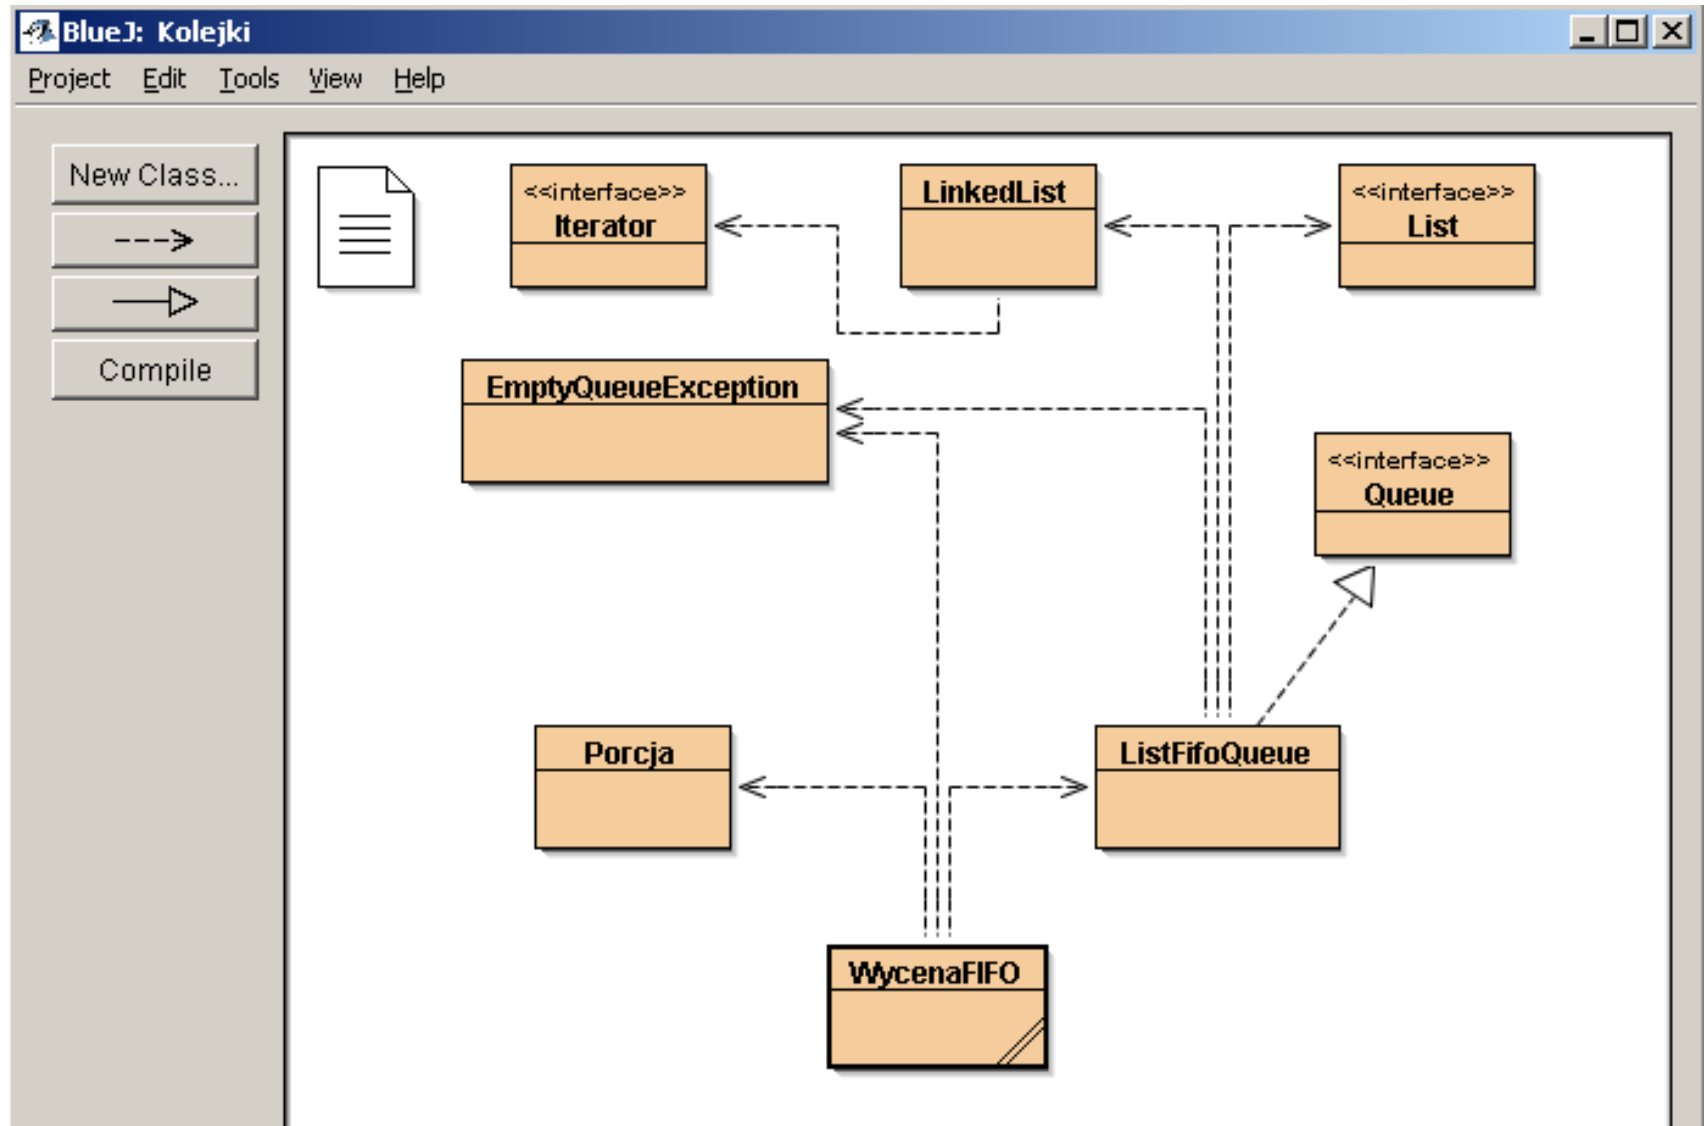 BlueJ: Kolejki
Project Edit Tools View Help
New Class...
Compile
<<interface>>
Iterator
LinkedList
<<interface>>
List
EmptyQueueException
<<interface>>
Queue
Porcja
ListFifoQueue
WycenaFIFO